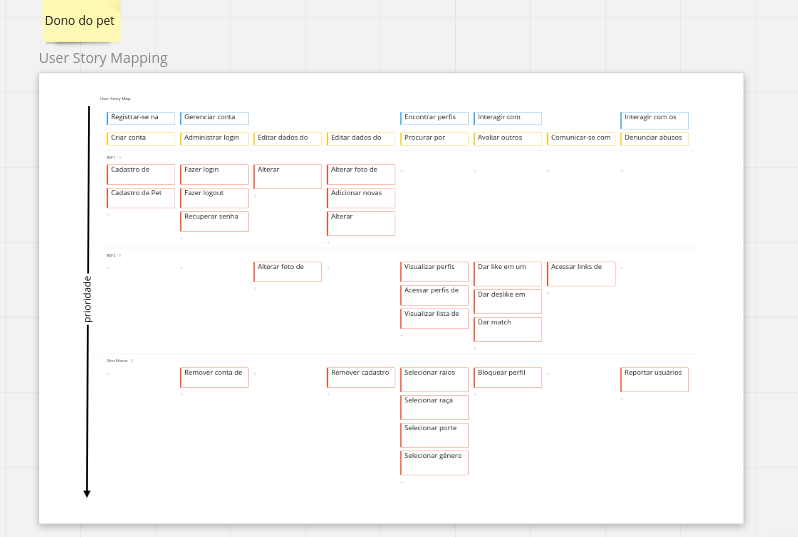 Dono do pet
User Story Mapping
User Story Map
Registrar-se na
Gerenciar conta
Encontrar perfis
Interagir com
Interagir com os
Criar conta
Administrar login
Editar dados do
Editar dados do
Procurar por
Avaliar outros
Comunicar-se com
Denunciar abusos
Cadastro de
Fazer login
Alterar
Alterar foto de
Cadastro de Pet
Fazer logout
Adicionar novas
Recuperar senha
Alterar
prioridade
Alterar foto de
Visualizar perfis
Dar like em um
Acessar links de
Acessar perfis de
Dar deslike em
Visualizar lista de
Dar match
Other Releases
Remover conta de
Remover cadastro
Selecionar raios
Bloquear perfil
Reportar usuários
Selecionar raça
Selecionar porte
Selecionar gênero